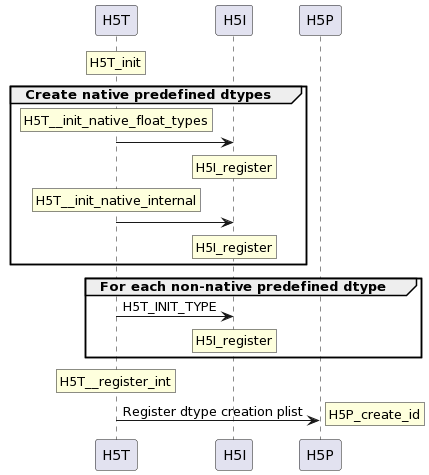 H5T H5I H5P
H5T_init
Create native predefined dtypes
H5T__init_native_float_types
H5I_register
H5T__init_native_internal
H5I_register
For each non-native predefined dtype
H5T_INIT_TYPE
H5I_register
H5T__register_int
Register dtype creation plist H5P_create_id
H5T H5I H5P